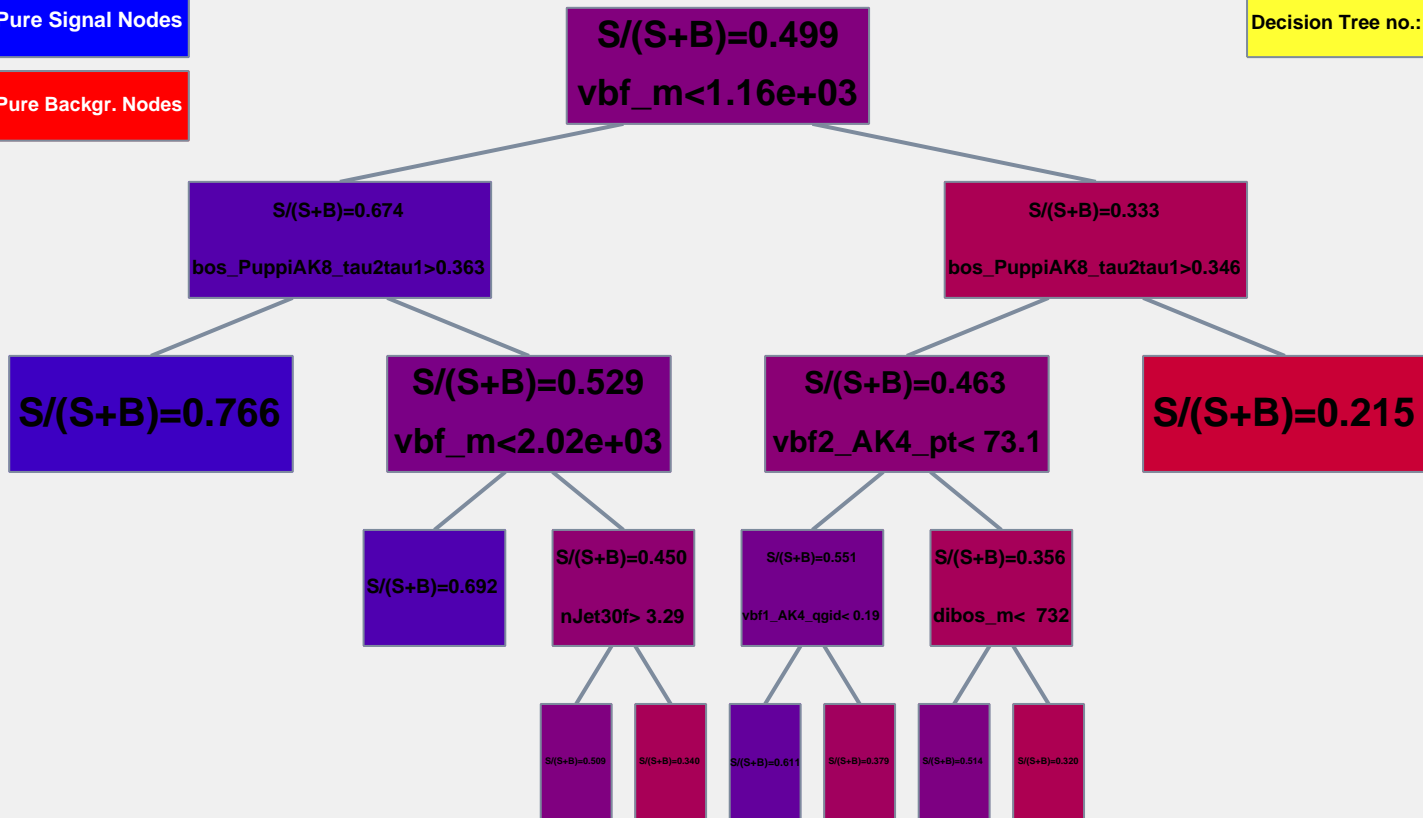 Pure Signal Nodes
Pure Backgr. Nodes
Decision Tree no.:
S/(S+B)=0.499
vbf_m<1.16e+03
S/(S+B)=0.674
bos_PuppiAK8_tau2tau1>0.363
S/(S+B)=0.333
bos_PuppiAK8_tau2tau1>0.346
S/(S+B)=0.766
S/(S+B)=0.529
vbf_m<2.02e+03
S/(S+B)=0.463
vbf2_AK4_pt< 73.1
S/(S+B)=0.215
S/(S+B)=0.692
S/(S+B)=0.450
nJet30f> 3.29
S/(S+B)=0.551
vbf1_AK4_qgid< 0.19
S/(S+B)=0.356
dibos_m<  732
S/(S+B)=0.509
S/(S+B)=0.340
S/(S+B)=0.611
S/(S+B)=0.379
S/(S+B)=0.514
S/(S+B)=0.320